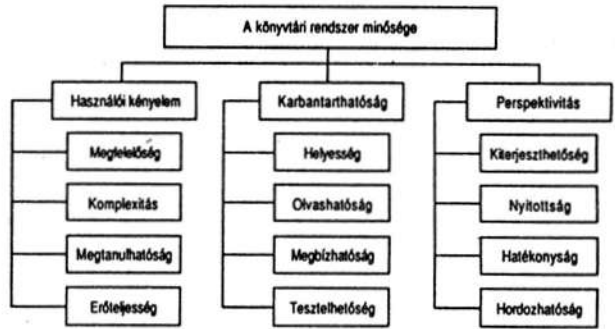 A könyvtári rendszer minősége
Használói kényelem
Megfelelőség
Komplexitás
Megtanulhatóság
Erőteljesség
Karbantarthatóság
Helyesség
Olvashatóság
Megbízhatóság
Tesztelhetőség
Perspektivitás
Kiterjeszthetőség
Nyitottság
Hatékonyság
Hordozhatóság